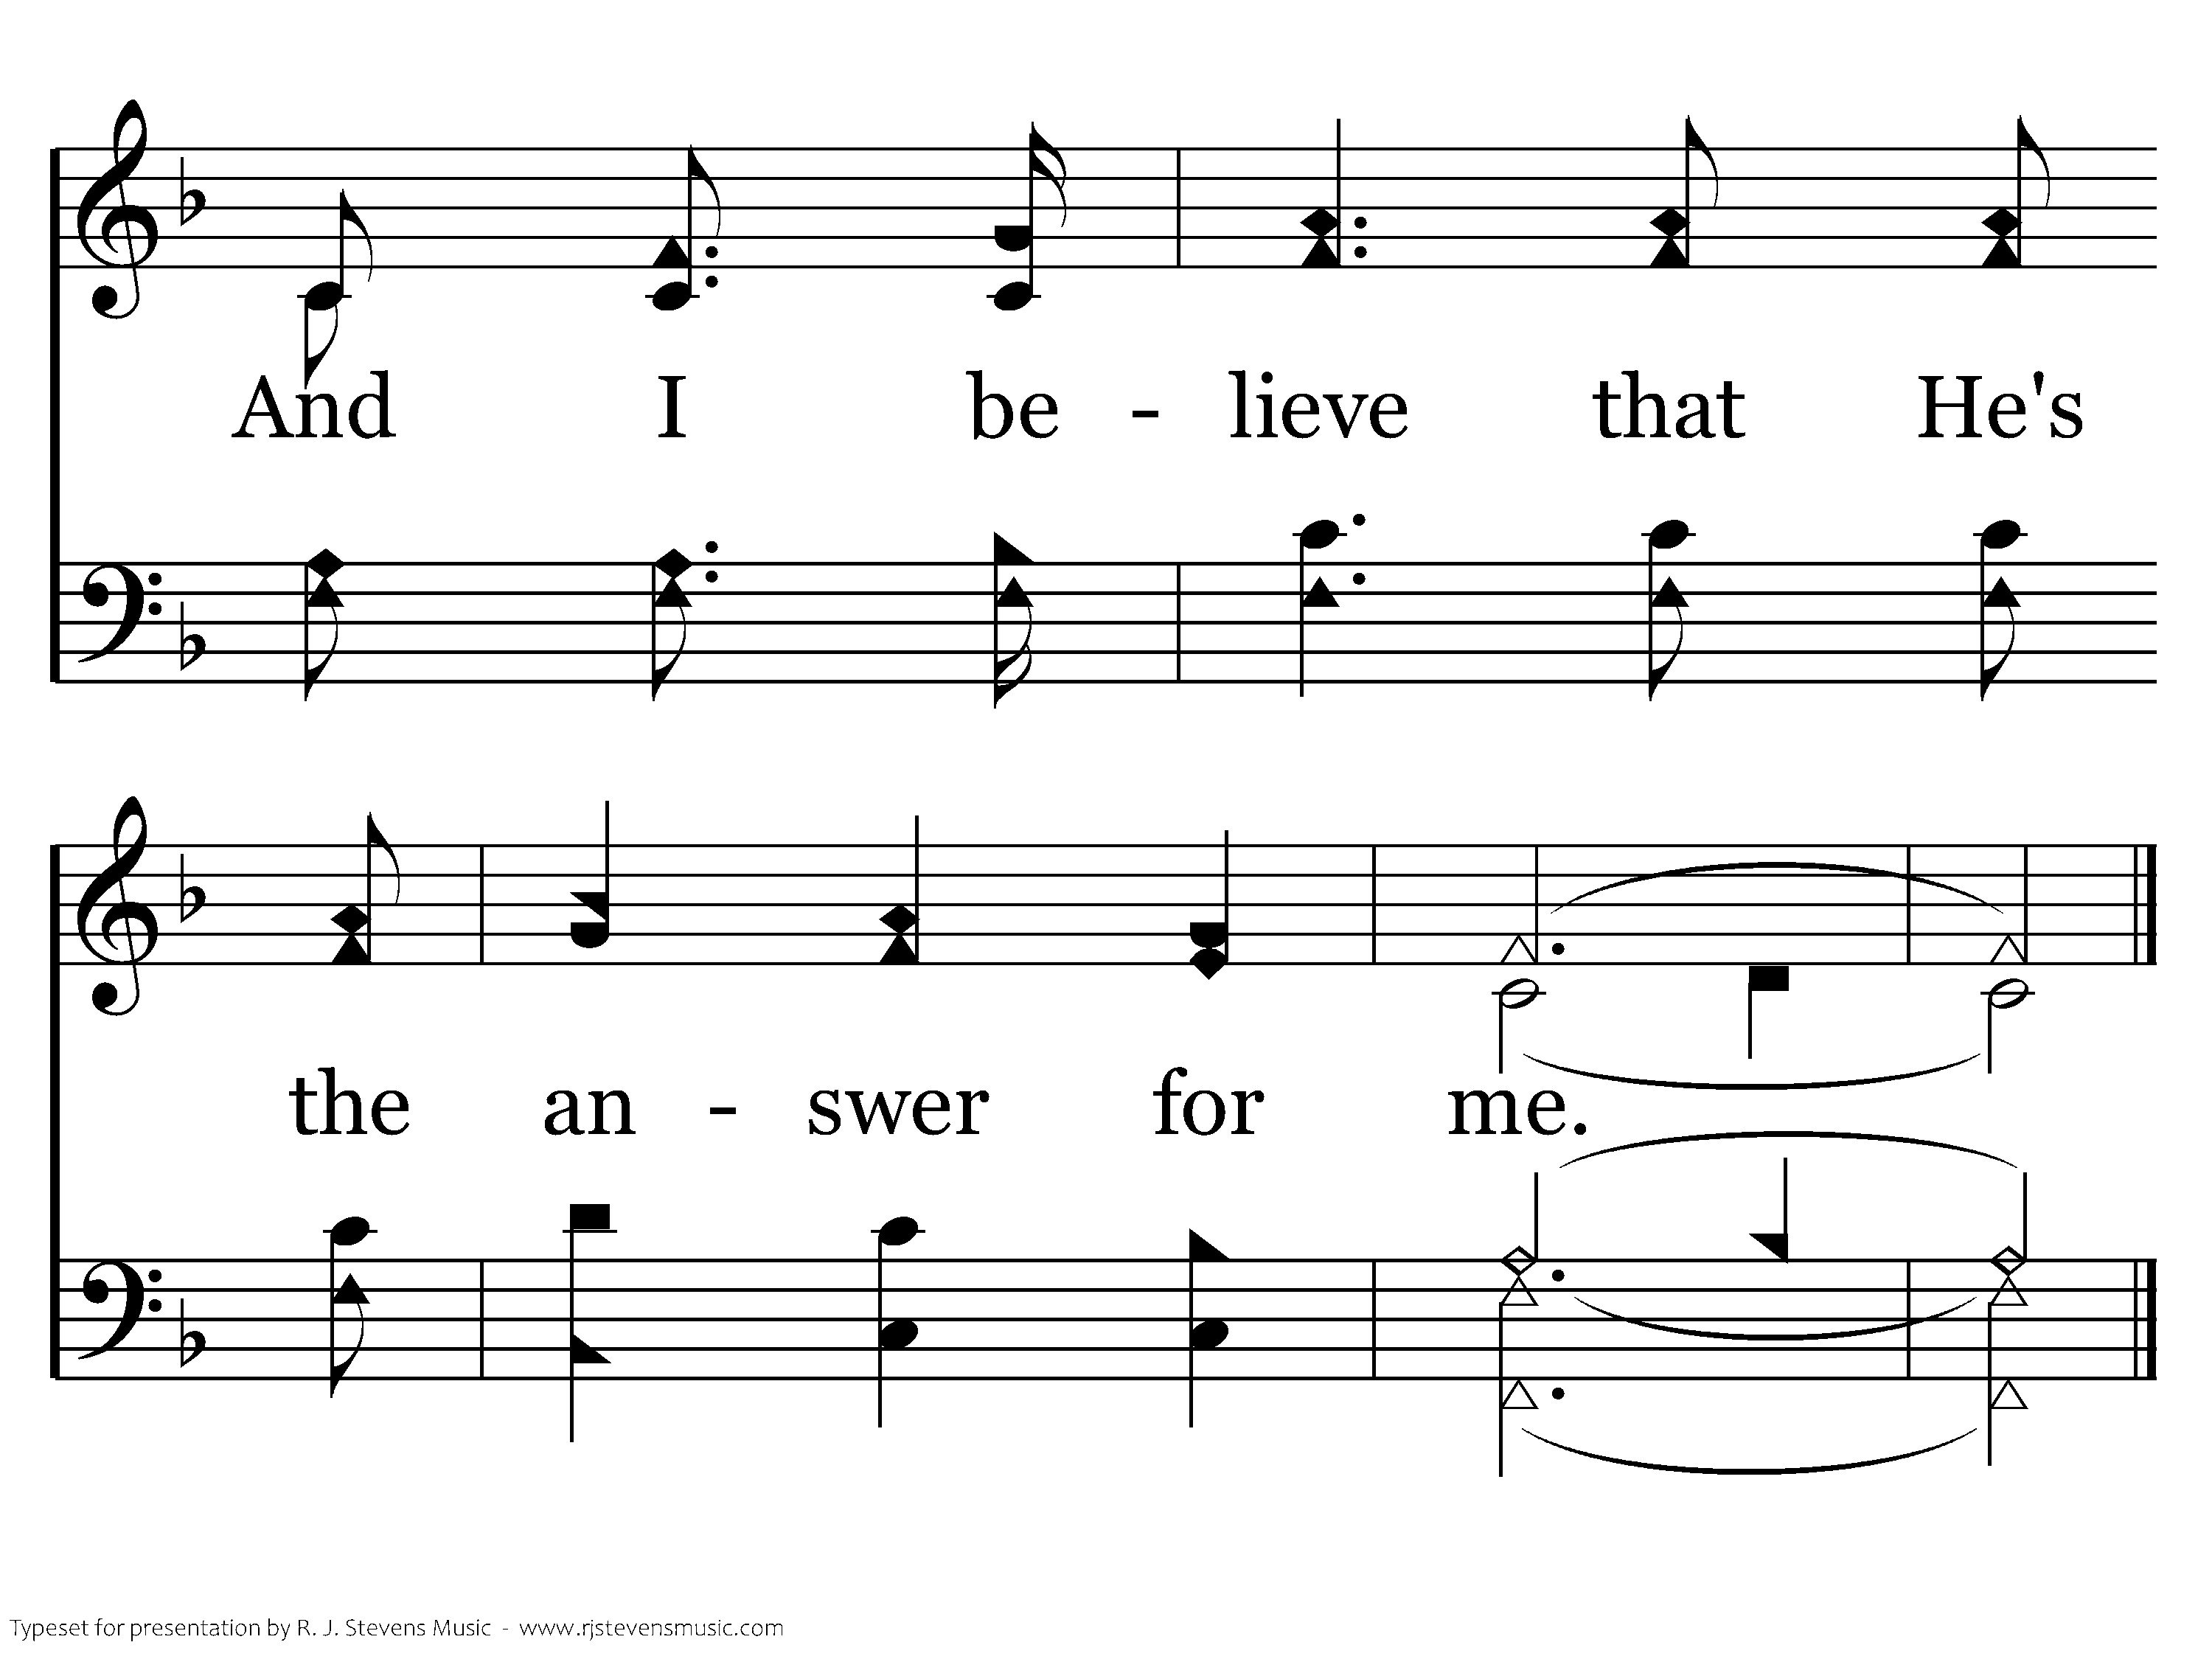 And I be - lieve that He's
the an - swer for me.
Typeset for presentation by R. J. Stevens Music - www.rjstevensmusic.com